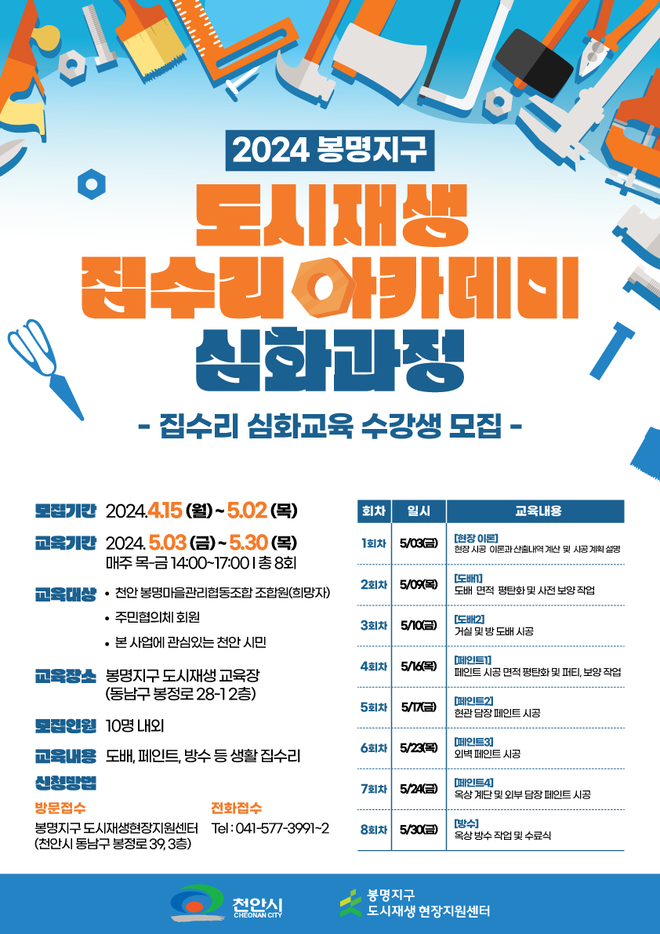 2024 봉명지구
도시재생
집수리 아카데미
심화과정
- 집수리 심화교육 수강생 모집 -
모집기간 2024.4.15 (월) ~ 5.02 (목)
교육기간 2024. 5.03 (금) ~ 5.30 (목)
매주 목-금 14:00~17:00 I 총 8회
교육대상 • 천안 봉명마을관리협동조합 조합원(희망자)
• 주민협의체 회원
• 본 사업에 관심있는 천안 시민
교육장소 봉명지구 도시재생 교육장
(동남구 봉정로 28-1 2층)
모집인원 10명 내외
교육내용 도배, 페인트, 방수 등 생활 집수리
신청방법
방문접수 전화접수
봉명지구 도시재생현장지원센터 Tel : 041-577-3991~2
(천안시 동남구 봉정로 39, 3층)
회차 일시 교육내용
1회차 5/03(금) [현장 이론]
현장 시공 이론과 산출내역 계산 및 시공 계획 설명
2회차 5/09(목) [도배1]
도배 면적 평탄화 및 사전 보양 작업
3회차 5/10(금) [도배2]
거실 및 방 도배 시공
4회차 5/16(목) [페인트1]
페인트 시공 면적 평탄화 및 퍼티, 보양 작업
5회차 5/17(금) [페인트2]
현관 담장 페인트 시공
6회차 5/23(목) [페인트3]
외벽 페인트 시공
7회차 5/24(금) [페인트4]
옥상 계단 및 외부 담장 페인트 시공
8회차 5/30(금) [방수]
옥상 방수 작업 및 수료식
천안시
CHEONAN CITY
봉명지구
도시재생 현장지원센터